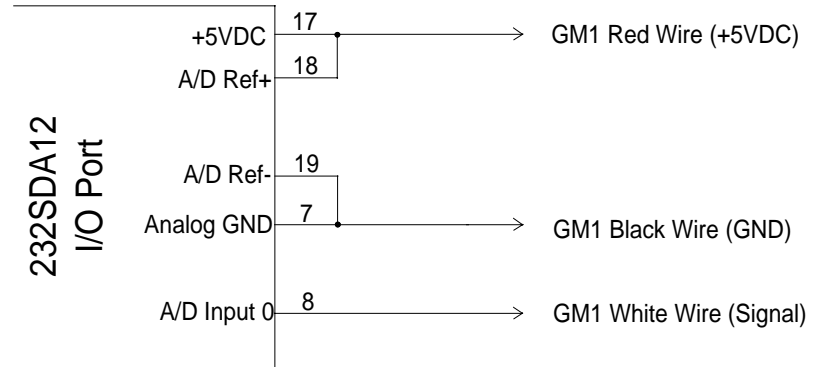 232SDA12
I/O Port
+5VDC 17 GM1 Red Wire (+5VDC)
A/D Ref+ 18
A/D Ref- 19
Analog GND 7 GM1 Black Wire (GND)
A/D Input 0 8 GM1 White Wire (Signal)